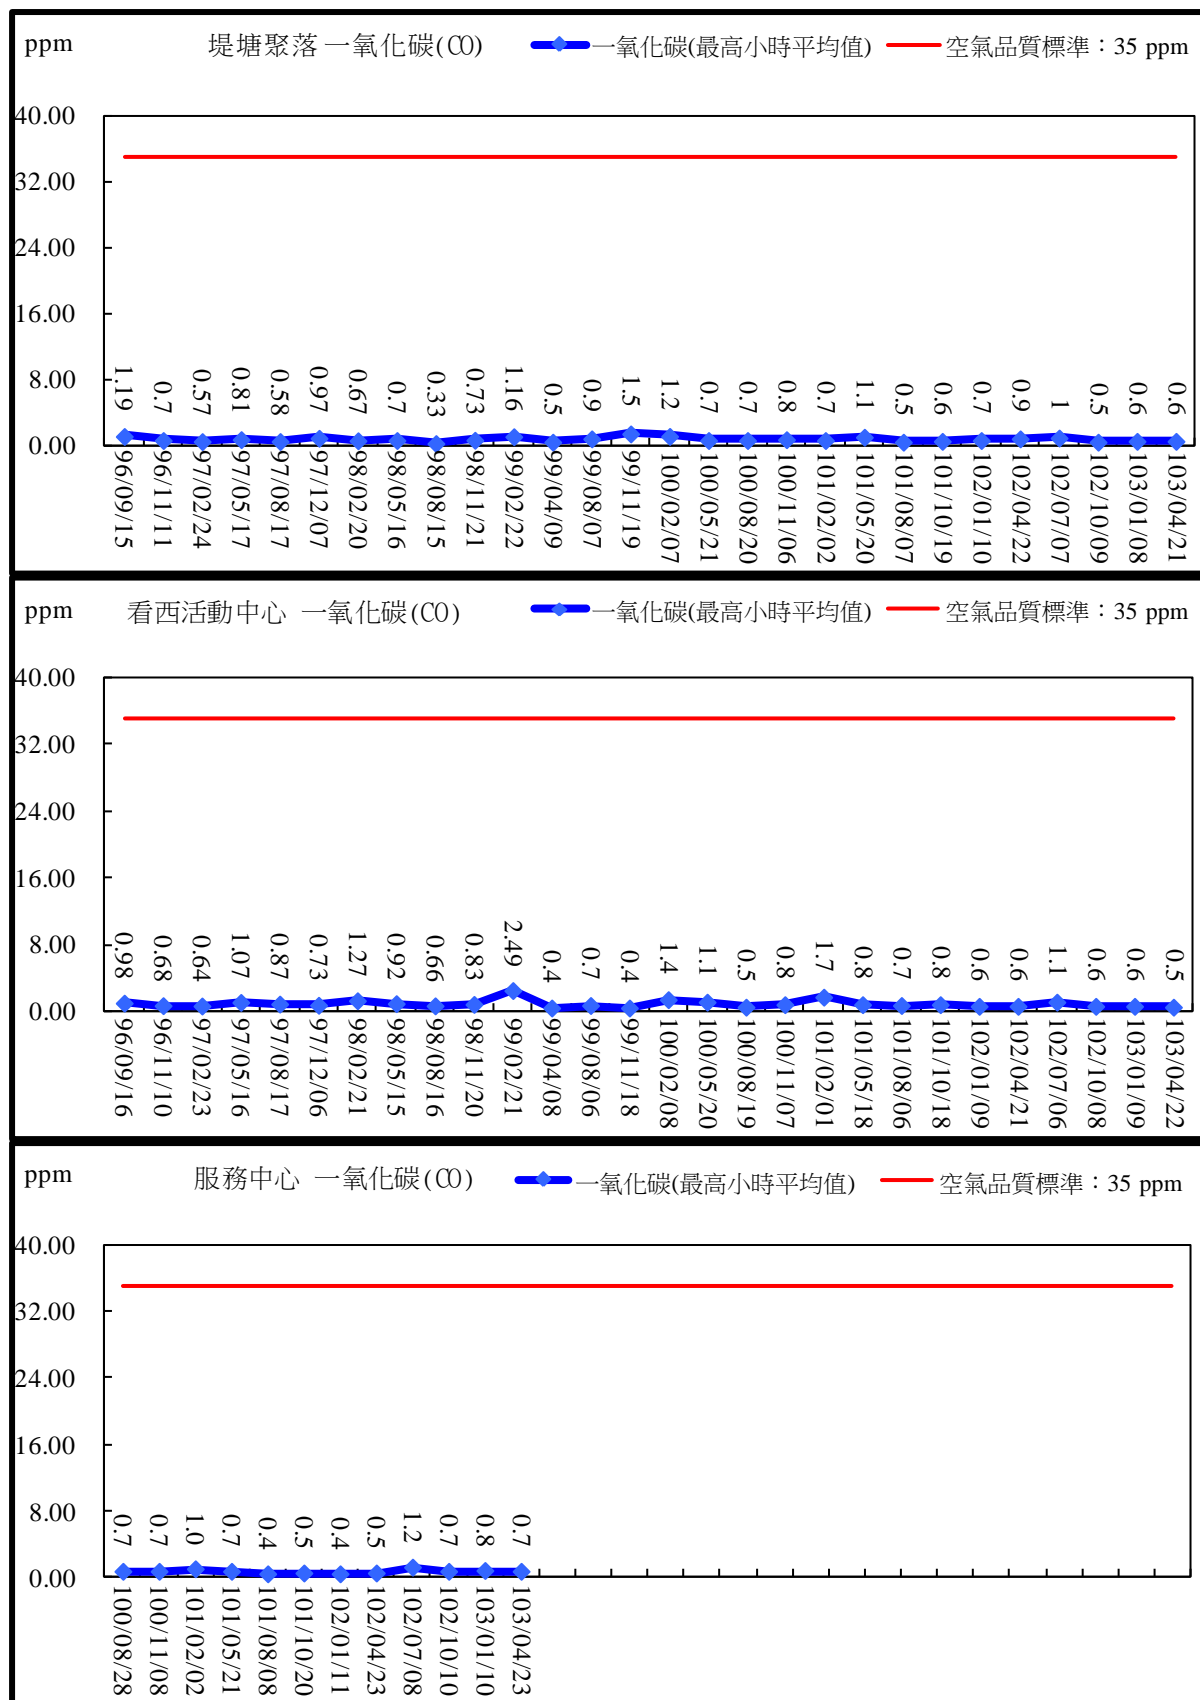 ppm 堤塘聚落 一氧化碳(CO) 一氧化碳(最高小時平均值) 空氣品質標準：35 ppm
40.00
32.00
24.00
16.00
8.00
0.00
1.19 0.7 0.57 0.81 0.58 0.97 0.67 0.7 0.33 0.73 1.16 0.5 0.9 1.5 1.2 0.7 0.7 0.8 0.7 1.1 0.5 0.6 0.7 0.9 1 0.5 0.6 0.6
96/09/15 96/11/11 97/02/24 97/05/17 97/08/17 97/12/07 98/02/20 98/05/16 98/08/15 98/11/21 99/02/22 99/04/09 99/08/07 99/11/19 100/02/07 100/05/21 100/08/20 100/11/06 101/02/02 101/05/20 101/08/07 101/10/19 102/01/10 102/04/22 102/07/07 102/10/09 103/01/08 103/04/21
ppm 看西活動中心 一氧化碳(CO) 一氧化碳(最高小時平均值) 空氣品質標準：35 ppm
40.00
32.00
24.00
16.00
8.00
0.00
0.98 0.68 0.64 1.07 0.87 0.73 1.27 0.92 0.66 0.83 2.49 0.4 0.7 0.4 1.4 1.1 0.5 0.8 1.7 0.8 0.7 0.8 0.6 0.6 1.1 0.6 0.6 0.5
96/09/16 96/11/10 97/02/23 97/05/16 97/08/17 97/12/06 98/02/21 98/05/15 98/08/16 98/11/20 99/02/21 99/04/08 99/08/06 99/11/18 100/02/08 100/05/20 100/08/19 100/11/07 101/02/01 101/05/18 101/08/06 101/10/18 102/01/09 102/04/21 102/07/06 102/10/08 103/01/09 103/04/22
ppm 服務中心 一氧化碳(CO) 一氧化碳(最高小時平均值) 空氣品質標準：35 ppm
40.00
32.00
24.00
16.00
8.00
0.00
0.7 0.7 1.0 0.7 0.4 0.5 0.4 0.5 1.2 0.7 0.8 0.7
100/08/28 100/11/08 101/02/02 101/05/21 101/08/08 101/10/20 102/01/11 102/04/23 102/07/08 102/10/10 103/01/10 103/04/23